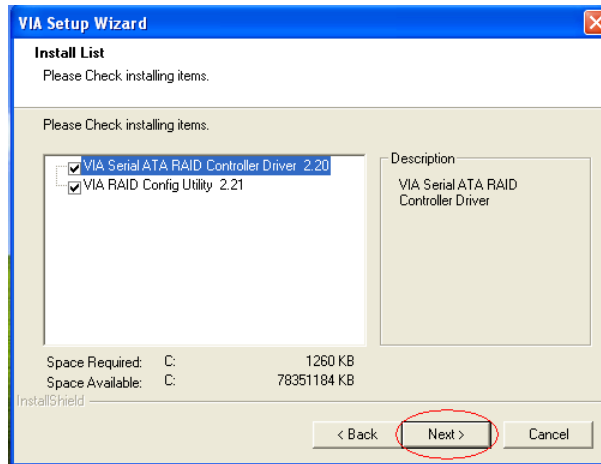 VIA Setup Wizard
Install List
Please Check installing items.
Please Check installing items.
VIA Serial ATA RAID Controller Driver 2.20
VIA RAID Config Utility 2.21
Description
VIA Serial ATA RAID
Controller Driver
Space Required: C: 1260 KB
Space Available: C: 78351184 KB
InstallShield
< Back Next > Cancel